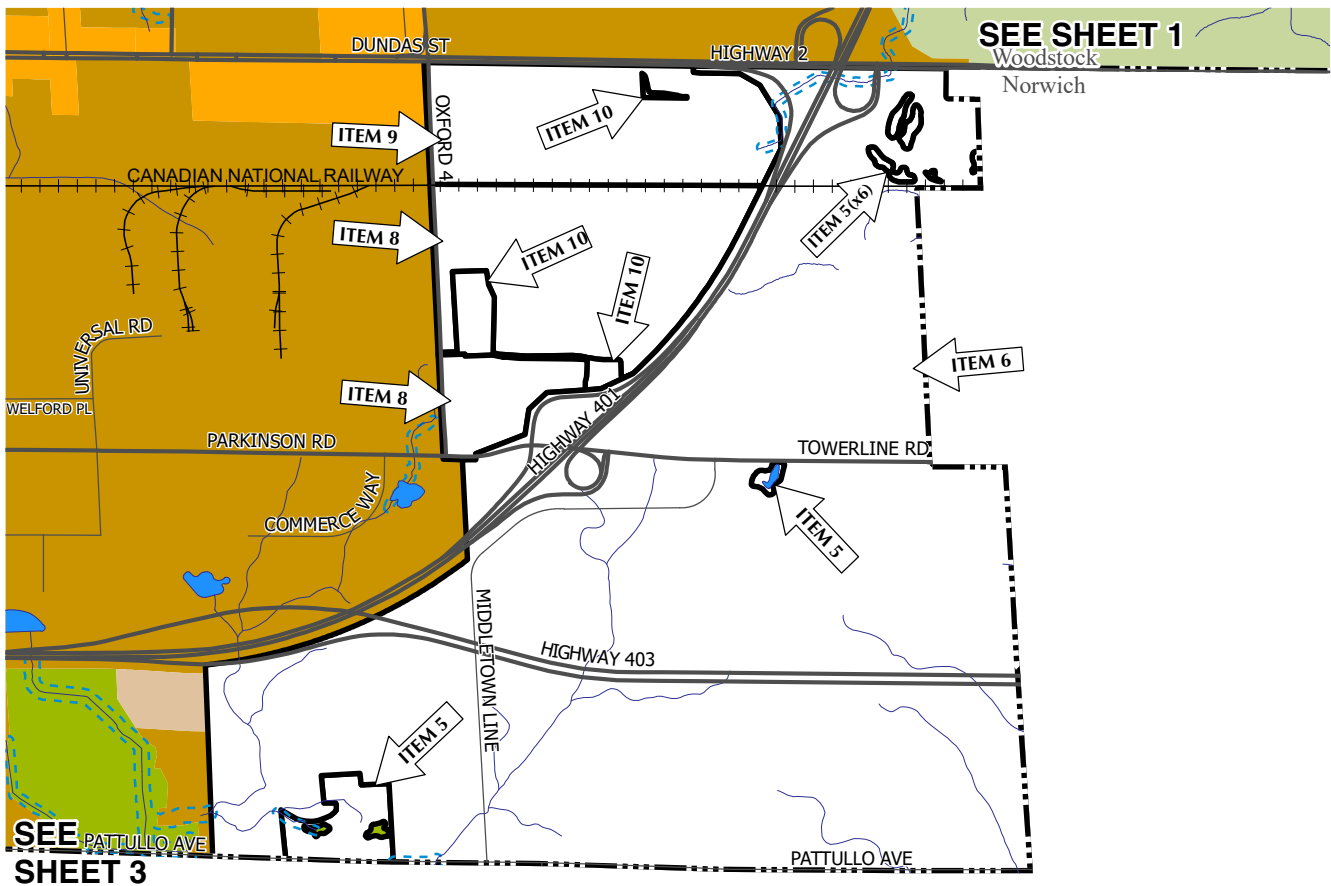 DUNDAS ST
HIGHWAY 2
SEE SHEET 1
Woodstock
Norwich
ITEM 9
OXFORD 4
ITEM 10
CANADIAN NATIONAL RAILWAY
ITEM 5(x6)
ITEM 8
ITEM 10
ITEM 10
UNIVERSAL RD
ITEM 6
WELFORD PL
ITEM 8
HIGHWAY 401
PARKINSON RD
TOWERLINE RD
COMMERCE WAY
ITEM 5
MIDDLETOWN LINE
HIGHWAY 403
ITEM 5
SEE
SHEET 3
PATTULLO AVE
PATTULLO AVE